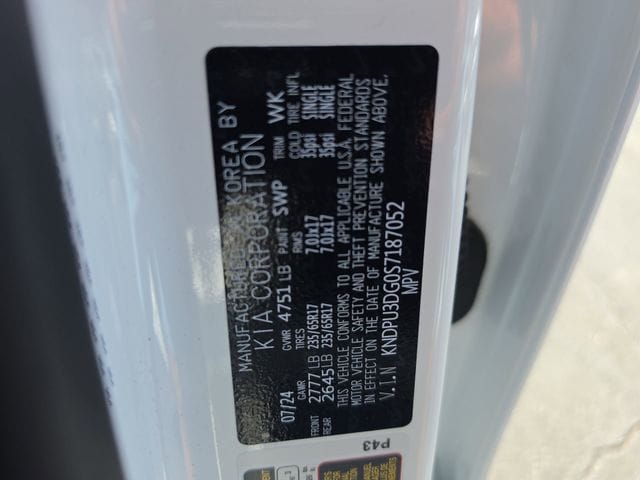 MANUFACTURED IN KOREA BY
KIA CORPORATION
07/24 GVWR 4751 LB PAINT SWP TRIM WK
GAWR TIRES RIMS COLD TIRE INFL
FRONT 2777 LB 235/65R17 7.0Jx17 35psi SINGLE
REAR 2645 LB 235/65R17 7.0Jx17 35psi SINGLE
THIS VEHICLE CONFORMS TO ALL APPLICABLE U.S.A. FEDERAL
MOTOR VEHICLE SAFETY AND THEFT PREVENTION STANDARDS
IN EFFECT ON THE DATE OF MANUFACTURE SHOWN ABOVE.
V.I.N KNDPU3DG0S7187052
MPV
P43